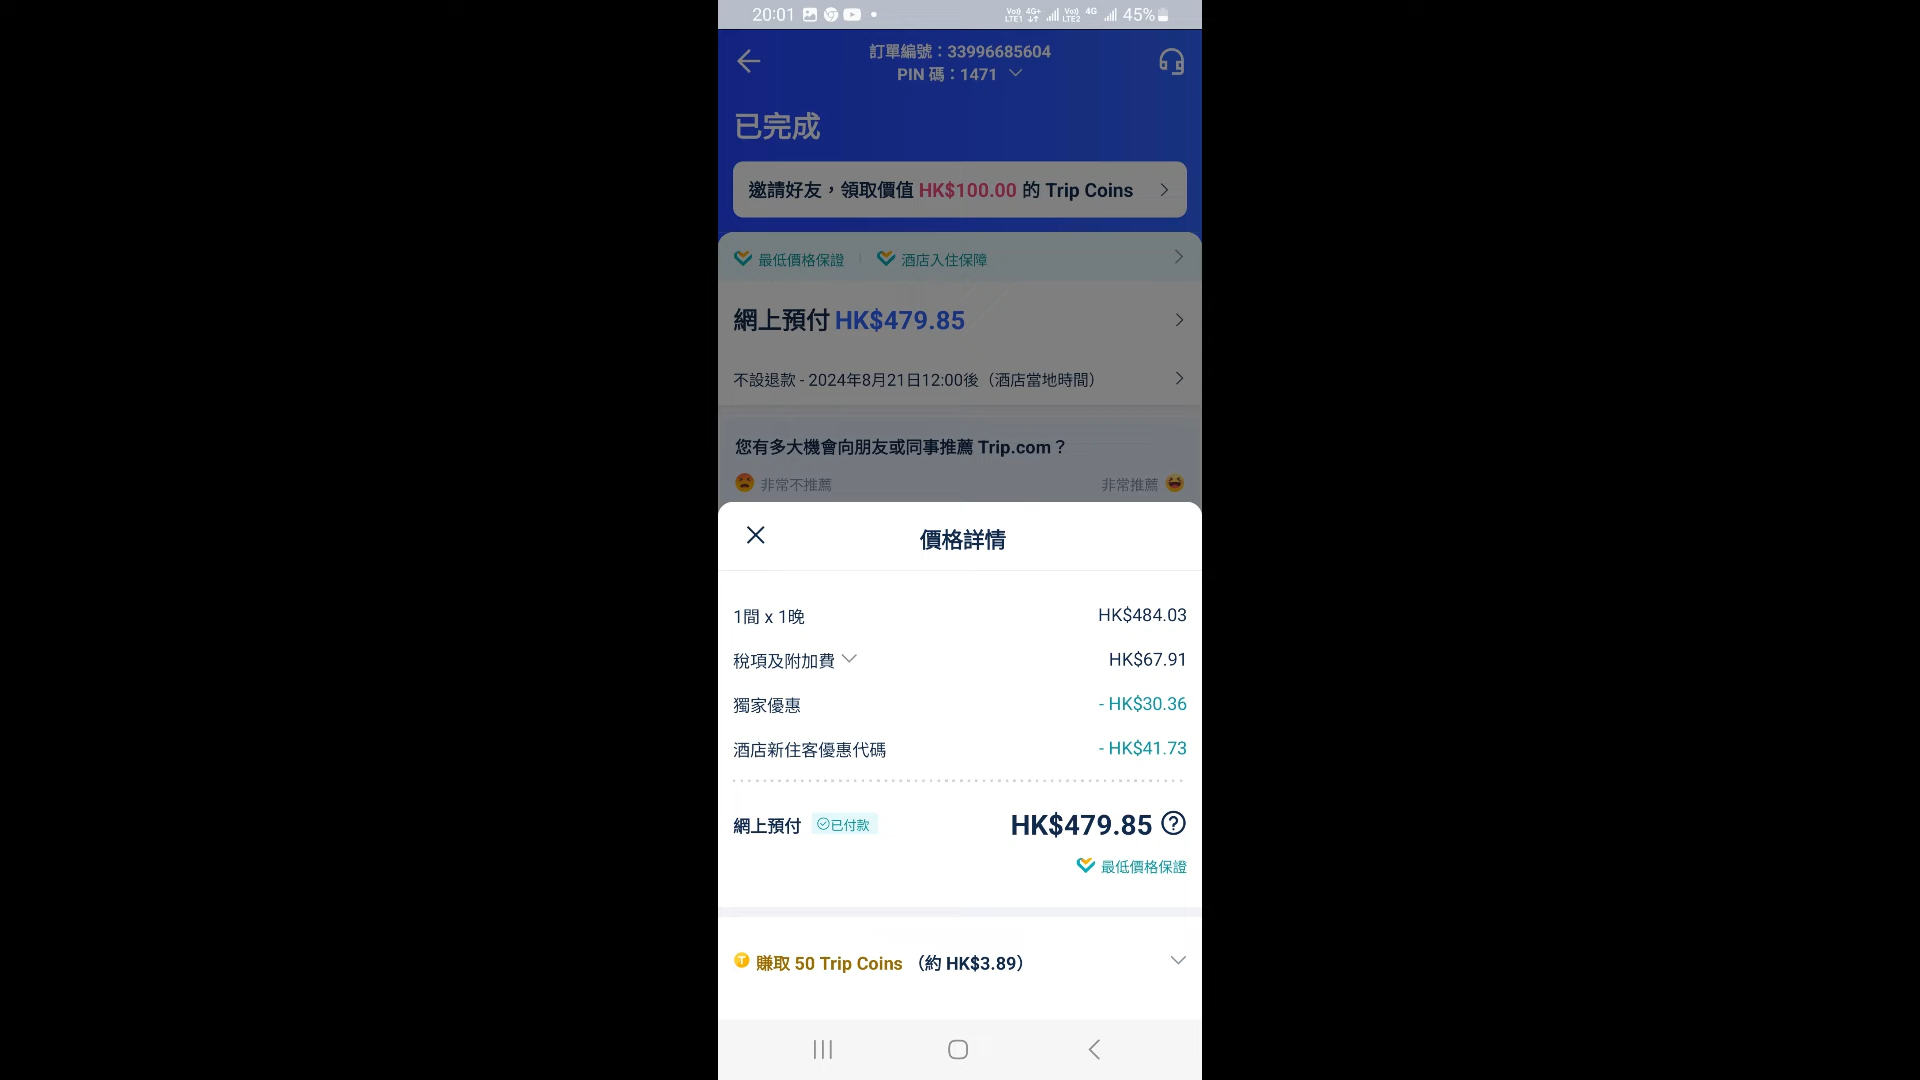 20:01 Vo)) LTE1 4G+ Vo)) LTE2 4G 45%
訂單編號：33996685604
PIN 碼：1471
已完成
邀請好友，領取價值 HK$100.00 的 Trip Coins
最低價格保證 酒店入住保障
網上預付 HK$479.85
不設退款 - 2024年8月21日12:00後（酒店當地時間）
您有多大機會向朋友或同事推薦 Trip.com？
非常不推薦 非常推薦
價格詳情
1間 x 1晚 HK$484.03
稅項及附加費 HK$67.91
獨家優惠 - HK$30.36
酒店新住客優惠代碼 - HK$41.73
網上預付 已付款 HK$479.85
最低價格保證
賺取 50 Trip Coins （約 HK$3.89）